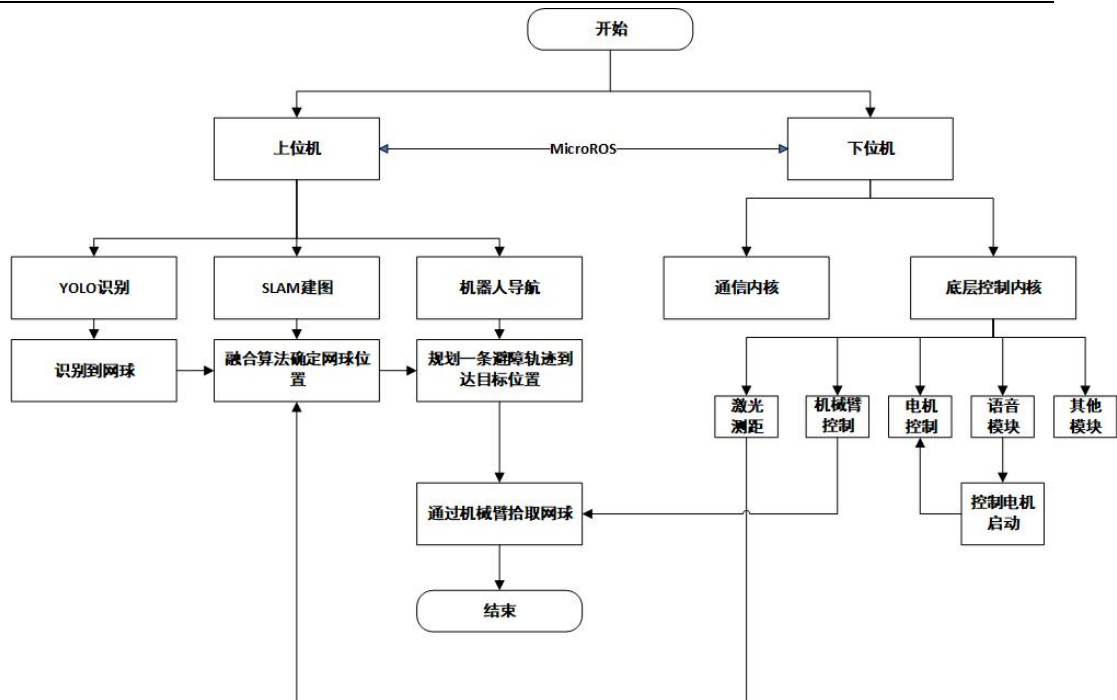 开始
上位机
MicroROS
下位机
YOLO识别
SLAM建图
机器人导航
通信内核
底层控制内核
识别到网球
融合算法确定网球位
置
规划一条避障轨迹到
达目标位置
激光
测距
机械臂
控制
电机
控制
语音
模块
其他
模块
通过机械臂拾取网球
控制电机
启动
结束